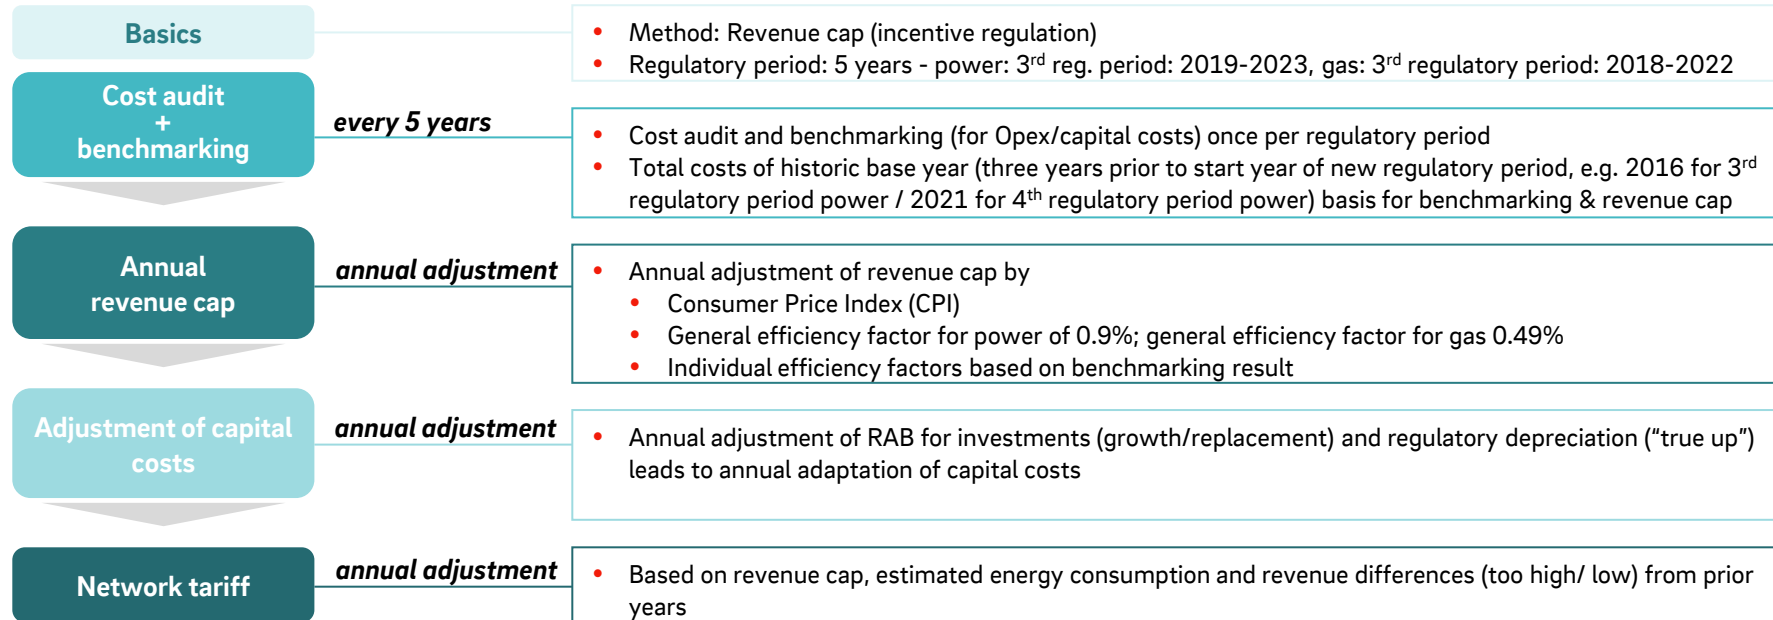 Basics
• Method: Revenue cap (incentive regulation)
• Regulatory period: 5 years - power: 3rd reg. period: 2019-2023, gas: 3rd regulatory period: 2018-2022
Cost audit
+
benchmarking
every 5 years
• Cost audit and benchmarking (for Opex/capital costs) once per regulatory period
• Total costs of historic base year (three years prior to start year of new regulatory period, e.g. 2016 for 3rd
regulatory period power / 2021 for 4th regulatory period power) basis for benchmarking & revenue cap
Annual
revenue cap
annual adjustment
• Annual adjustment of revenue cap by
• Consumer Price Index (CPI)
• General efficiency factor for power of 0.9%; general efficiency factor for gas 0.49%
• Individual efficiency factors based on benchmarking result
Adjustment of capital
costs
annual adjustment
• Annual adjustment of RAB for investments (growth/replacement) and regulatory depreciation (“true up”)
leads to annual adaptation of capital costs
Network tariff
annual adjustment
• Based on revenue cap, estimated energy consumption and revenue differences (too high/ low) from prior
years